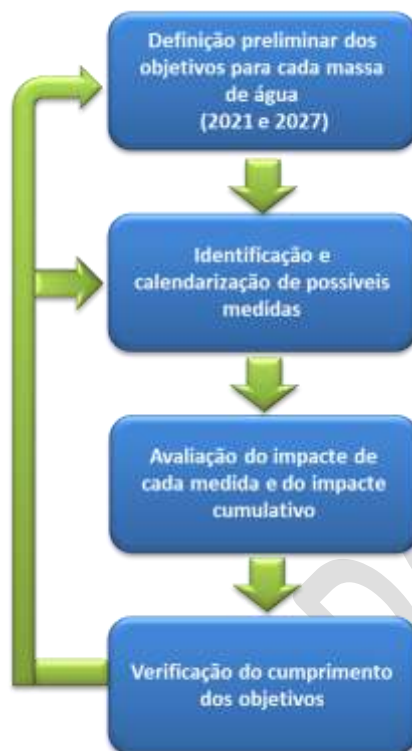 Definição preliminar dos
objetivos para cada massa
de água
(2021 e 2027)
Identificação e
calendarização de possíveis
medidas
Avaliação do impacte de
cada medida e do impacte
cumulativo
Verificação do cumprimento
dos objetivos